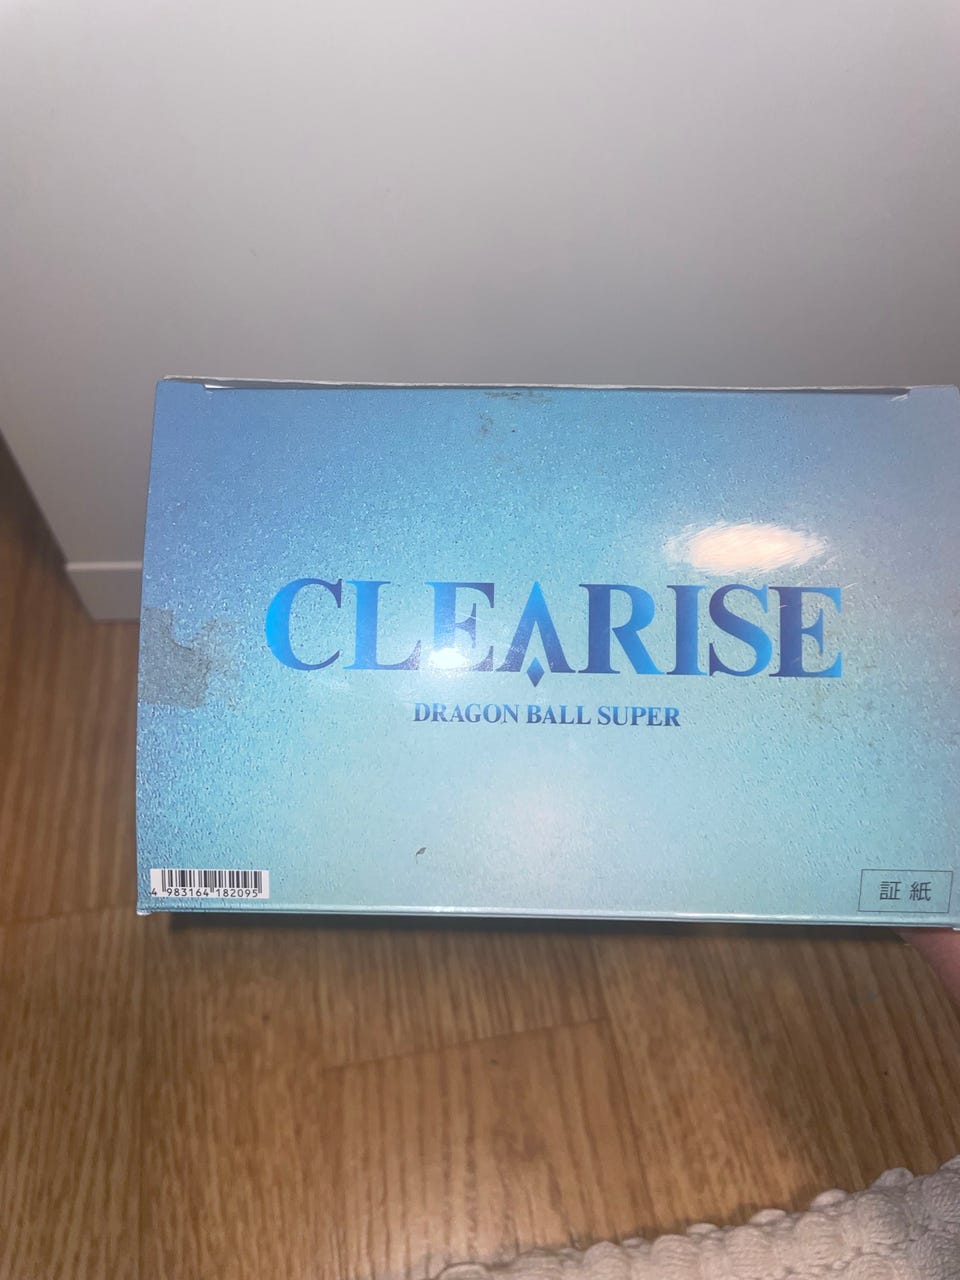 CLEARISE
DRAGON BALL SUPER
4 983164 182095
証紙